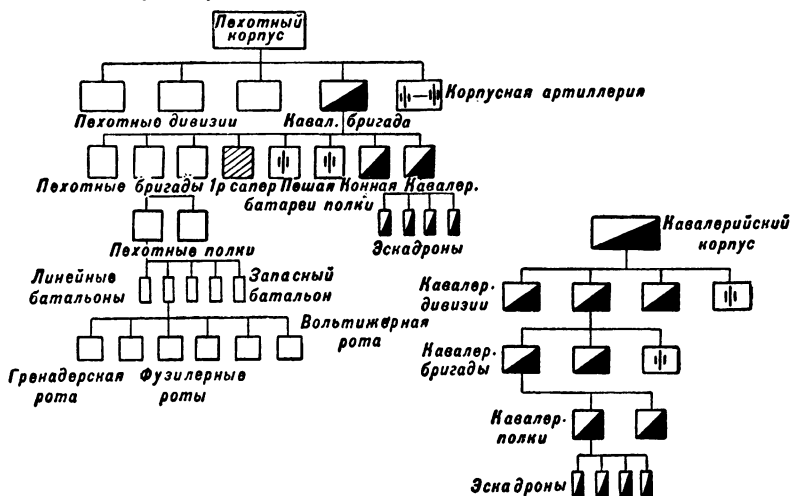 Пехотный
корпус
Корпусная артиллерия
Пехотные дивизии
Кавал. бригада
Пехотные бригады 1р сапер Пешая Конная Кавалер.
батареи полки
Эскадроны
Пехотные полки
Линейные
батальоны
Запасный
батальон
Вольтижерная
рота
Гренадерская
рота
Фузилерные
роты
Кавалерийский
корпус
Кавалер.
дивизии
Кавалер.
бригады
Кавалер.
полки
Эскадроны